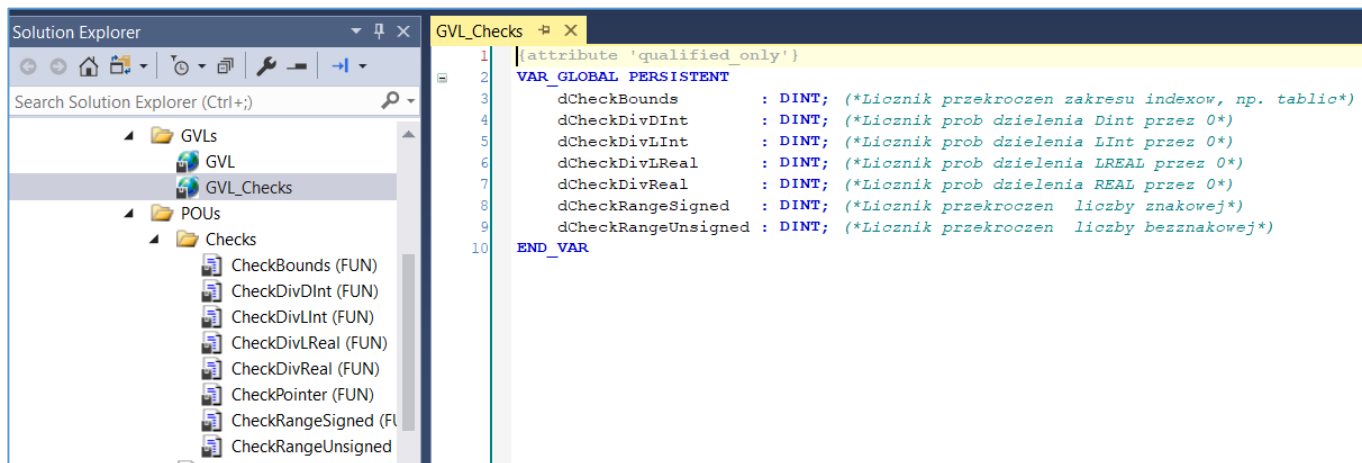 Solution Explorer
Search Solution Explorer (Ctrl+;)
GVLs
GVL
GVL_Checks
POUs
Checks
CheckBounds (FUN)
CheckDivDInt (FUN)
CheckDivLInt (FUN)
CheckDivLReal (FUN)
CheckDivReal (FUN)
CheckPointer (FUN)
CheckRangeSigned (FU
CheckRangeUnsigned
GVL_Checks
1 {attribute 'qualified_only'}
2 VAR_GLOBAL PERSISTENT
3 dCheckBounds : DINT; (*Licznik przekroczen zakresu indexow, np. tablic*)
4 dCheckDivDInt : DINT; (*Licznik prob dzielenia Dint przez 0*)
5 dCheckDivLInt : DINT; (*Licznik prob dzielenia LInt przez 0*)
6 dCheckDivLReal : DINT; (*Licznik prob dzielenia LREAL przez 0*)
7 dCheckDivReal : DINT; (*Licznik prob dzielenia REAL przez 0*)
8 dCheckRangeSigned : DINT; (*Licznik przekroczen  liczby znakowej*)
9 dCheckRangeUnsigned : DINT; (*Licznik przekroczen  liczby bezznakowej*)
10 END_VAR